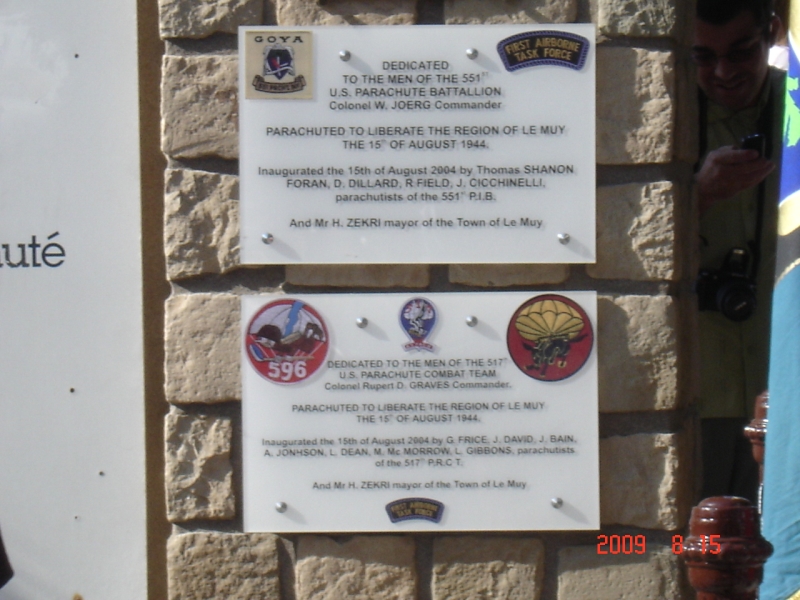 auté
GOYA
FIRST AIRBORNE
TASK FORCE
DEDICATED
TO THE MEN OF THE 551ST
U.S. PARACHUTE BATTALLION
Colonel W. JOERG Commander
PARACHUTED TO LIBERATE THE REGION OF LE MUY
THE 15th OF AUGUST 1944.
Inaugurated the 15th of August 2004 by Thomas SHANON
FORAN, D. DILLARD, R FIELD, J. CICCHINELLI,
parachutists of the 551st P.I.B.
And Mr H. ZEKRI mayor of the Town of Le Muy
596
DEDICATED TO THE MEN OF THE 517th
U.S. PARACHUTE COMBAT TEAM
Colonel Rupert D. GRAVES Commander.
PARACHUTED TO LIBERATE THE REGION OF LE MUY
THE 15th OF AUGUST 1944.
Inaugurated the 15th of August 2004 by G. FRICE, J. DAVID, J. BAIN,
A. JONHSON, L. DEAN, M. Mc MORROW, L. GIBBONS, parachutists
of the 517th P.R.C.T.
And Mr H. ZEKRI mayor of the Town of Le Muy
FIRST AIRBORNE
TASK FORCE
2009 8 15